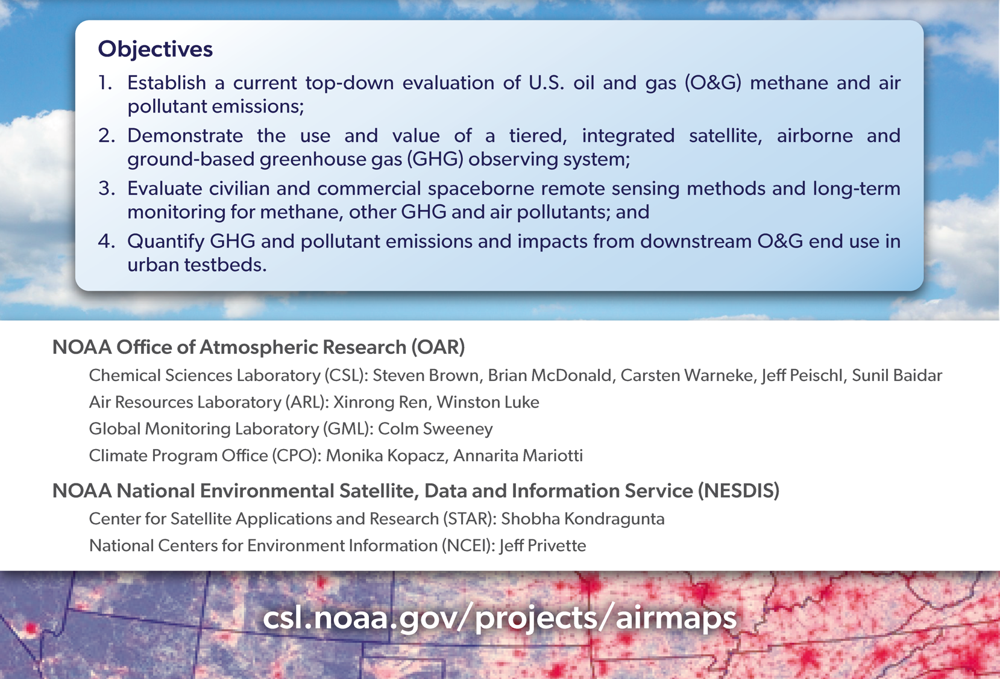 Objectives
1. Establish a current top-down evaluation of U.S. oil and gas (O&G) methane and air
pollutant emissions;
2. Demonstrate the use and value of a tiered, integrated satellite, airborne and
ground-based greenhouse gas (GHG) observing system;
3. Evaluate civilian and commercial spaceborne remote sensing methods and long-term
monitoring for methane, other GHG and air pollutants; and
4. Quantify GHG and pollutant emissions and impacts from downstream O&G end use in
urban testbeds.
NOAA Office of Atmospheric Research (OAR)
Chemical Sciences Laboratory (CSL): Steven Brown, Brian McDonald, Carsten Warneke, Jeff Peischl, Sunil Baidar
Air Resources Laboratory (ARL): Xinrong Ren, Winston Luke
Global Monitoring Laboratory (GML): Colm Sweeney
Climate Program Office (CPO): Monika Kopacz, Annarita Mariotti
NOAA National Environmental Satellite, Data and Information Service (NESDIS)
Center for Satellite Applications and Research (STAR): Shobha Kondragunta
National Centers for Environment Information (NCEI): Jeff Privette
csl.noaa.gov/projects/airmaps